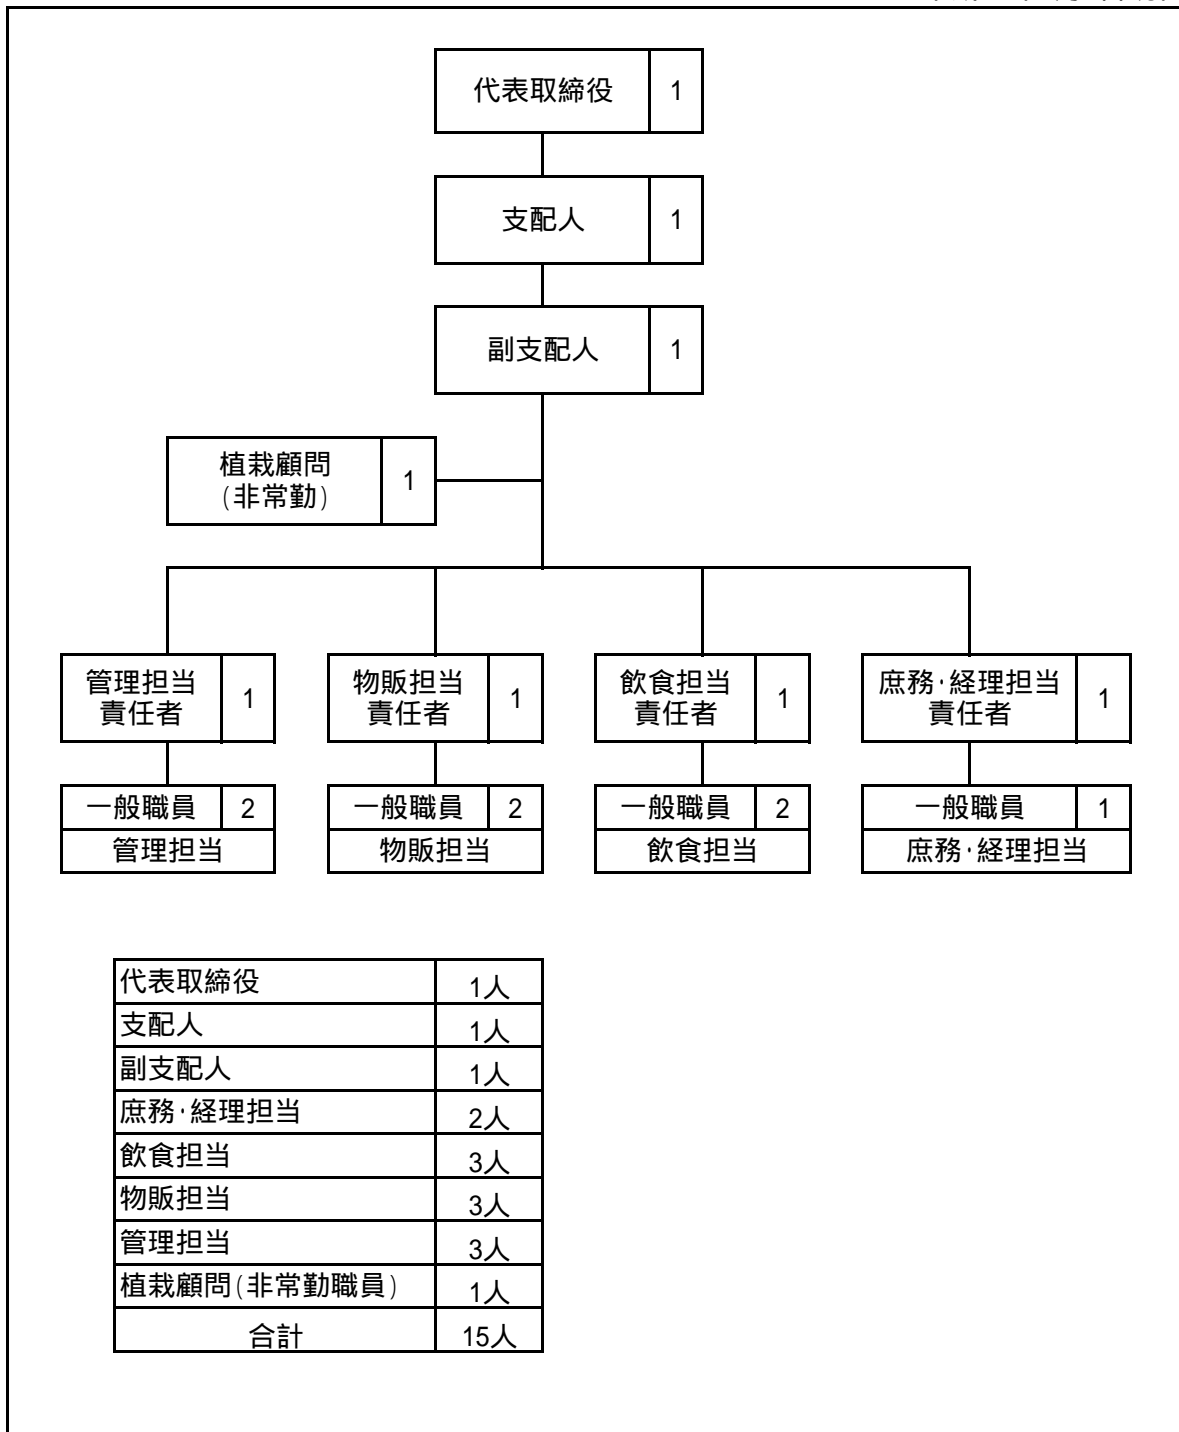 代表取締役 1
支配人 1
副支配人 1
植栽顧問
(非常勤) 1
管理担当
責任者 1
物販担当
責任者 1
飲食担当
責任者 1
庶務・経理担当
責任者 1
一般職員 2
管理担当
一般職員 2
物販担当
一般職員 2
飲食担当
一般職員 1
庶務・経理担当
代表取締役 1人
支配人 1人
副支配人 1人
庶務・経理担当 2人
飲食担当 3人
物販担当 3人
管理担当 3人
植栽顧問(非常勤職員) 1人
合計 15人